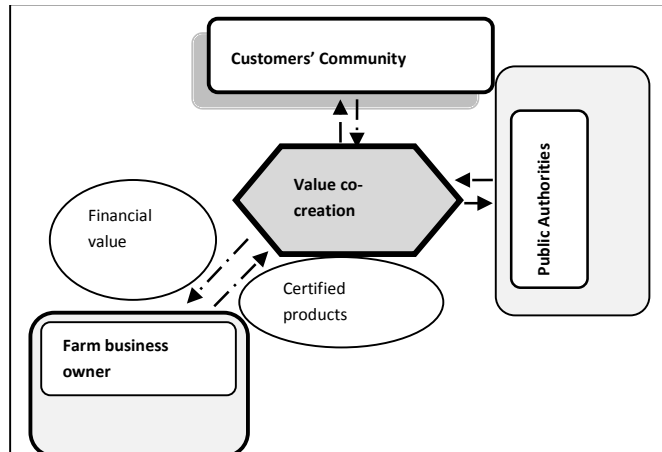 Customers’ Community
Value co-
creation
Public Authorities
Financial
value
Certified
products
Farm business
owner